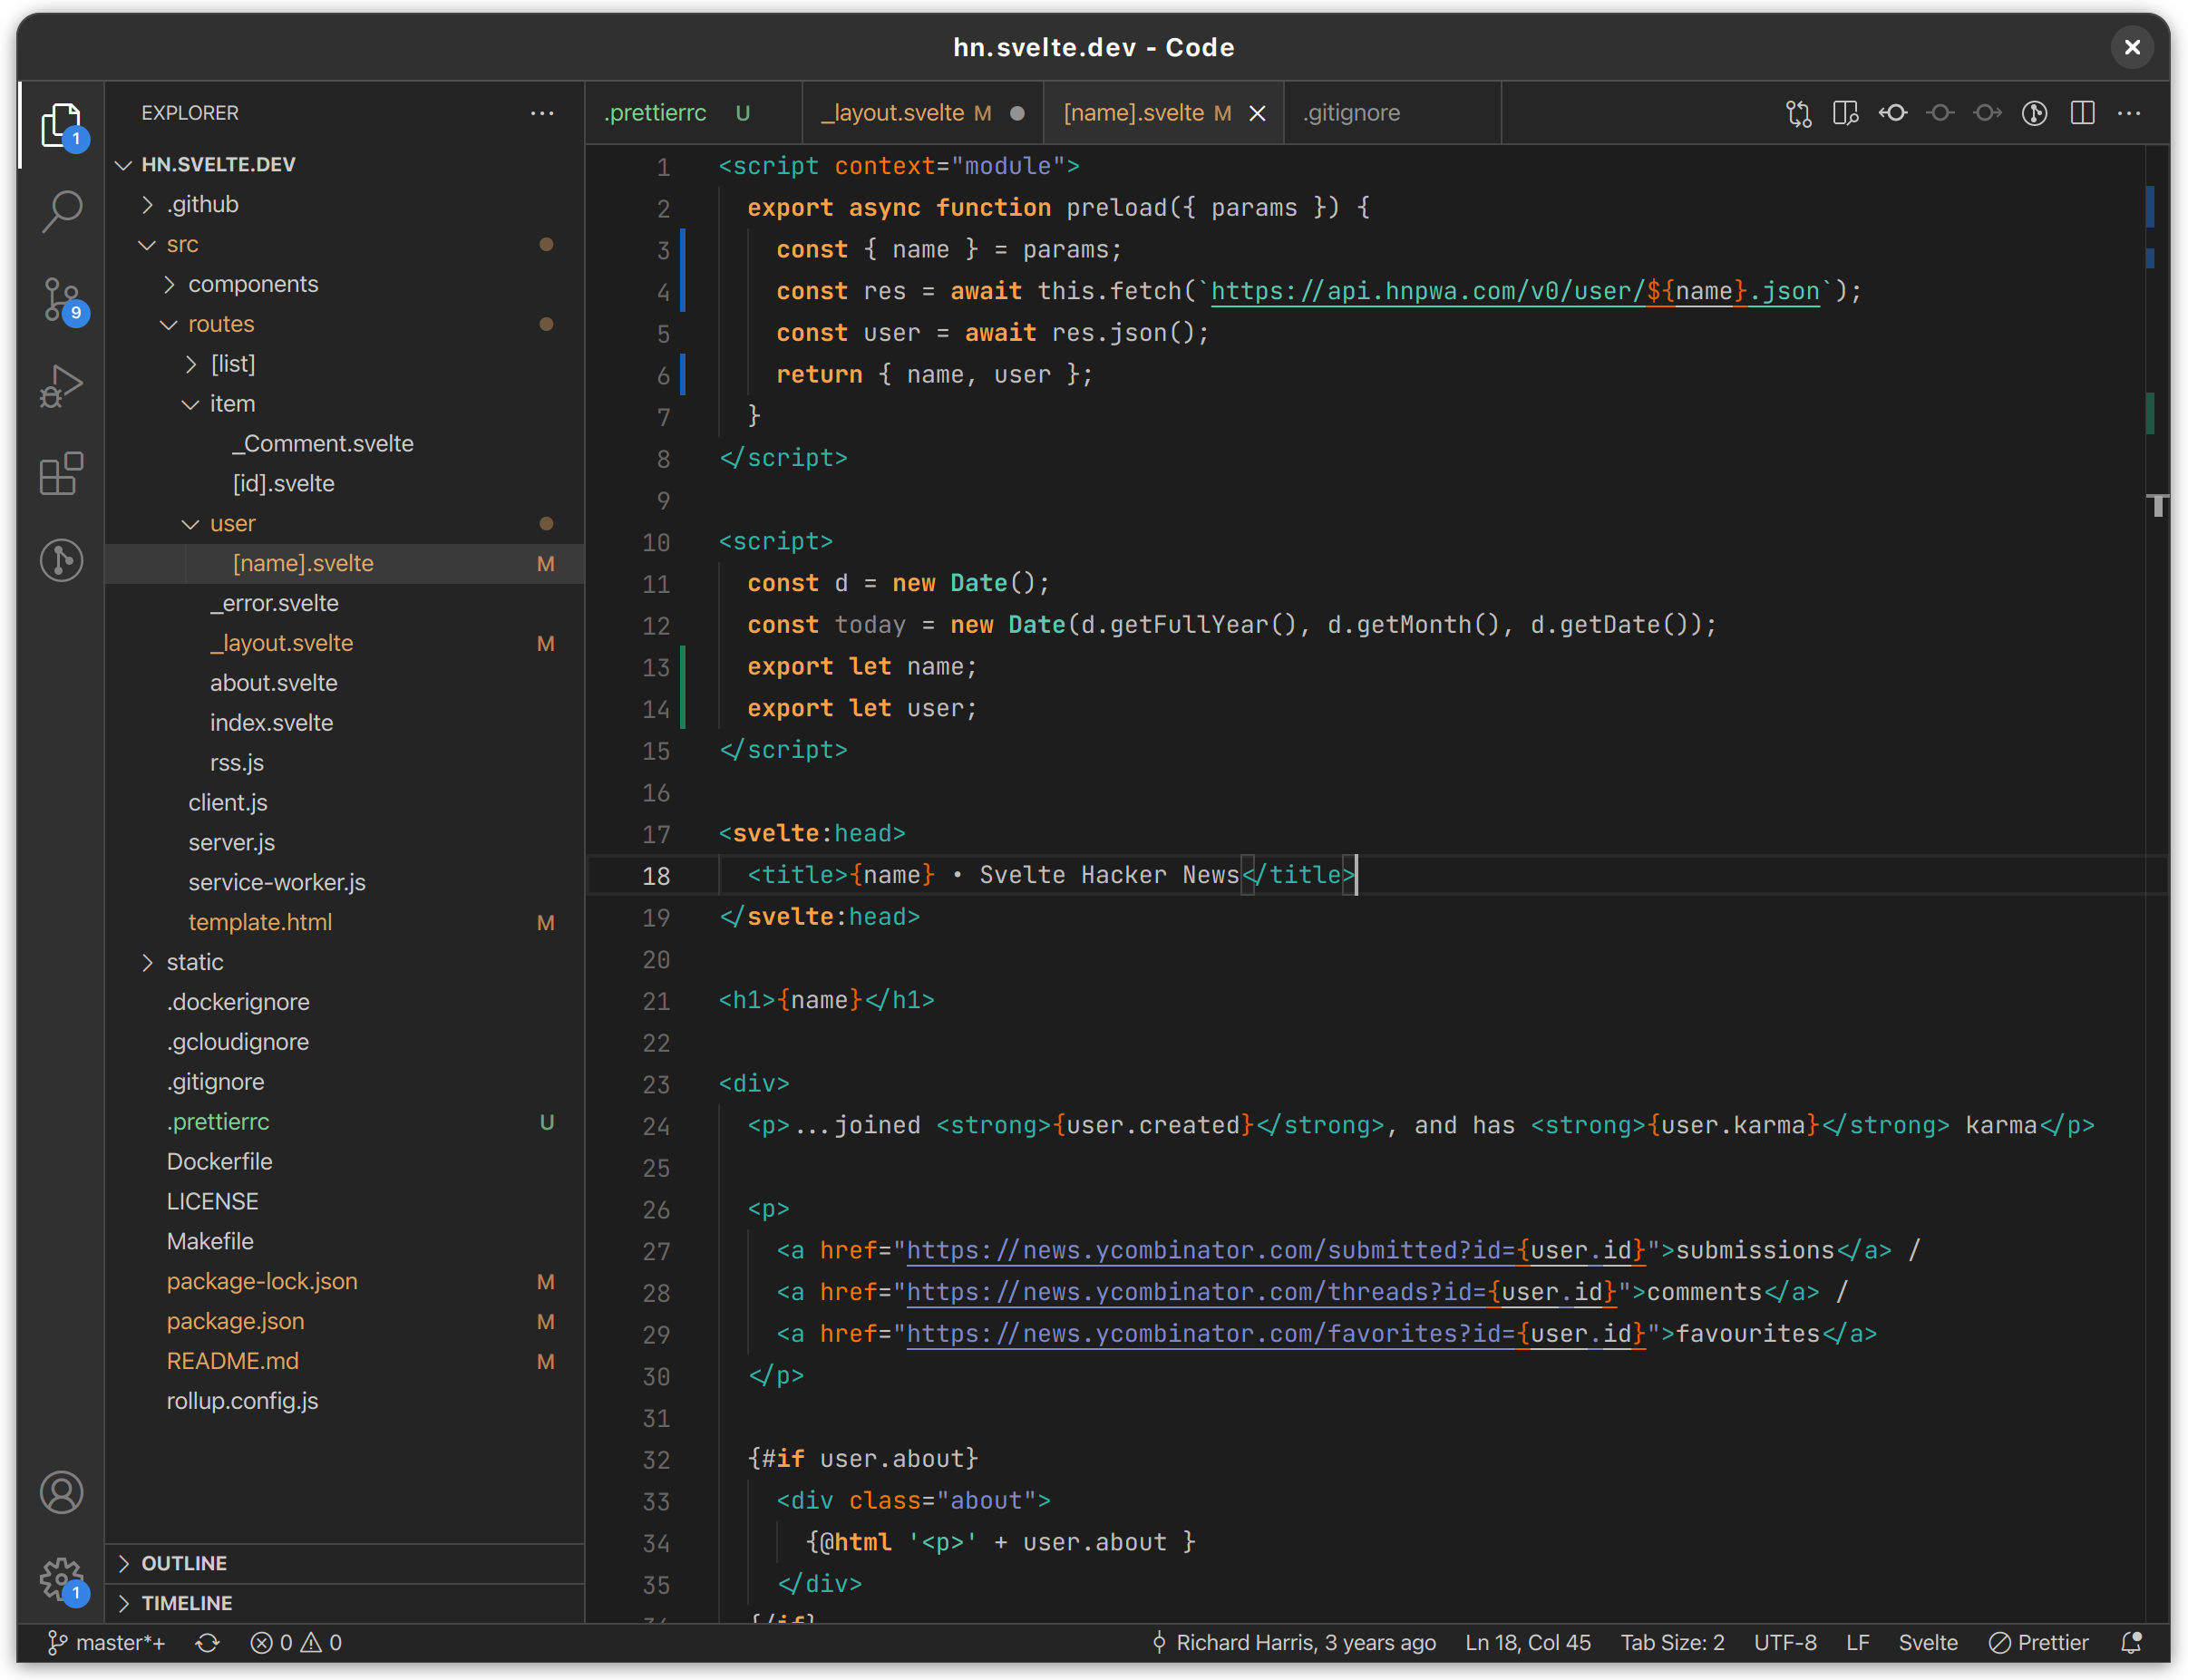 hn.svelte.dev - Code
EXPLORER
1
9
1
HN.SVELTE.DEV
.github
src
components
routes
[list]
item
_Comment.svelte
[id].svelte
user
[name].svelte M
_error.svelte
_layout.svelte M
about.svelte
index.svelte
rss.js
client.js
server.js
service-worker.js
template.html M
static
.dockerignore
.gcloudignore
.gitignore
.prettierrc U
Dockerfile
LICENSE
Makefile
package-lock.json M
package.json M
README.md M
rollup.config.js
OUTLINE
TIMELINE
.prettierrc U
_layout.svelte M
[name].svelte M
.gitignore
1 <script context="module">
2 export async function preload({ params }) {
3 const { name } = params;
4 const res = await this.fetch(`https://api.hnpwa.com/v0/user/${name}.json`);
5 const user = await res.json();
6 return { name, user };
7 }
8 </script>
9
10 <script>
11 const d = new Date();
12 const today = new Date(d.getFullYear(), d.getMonth(), d.getDate());
13 export let name;
14 export let user;
15 </script>
16
17 <svelte:head>
18 <title>{name} • Svelte Hacker News</title>
19 </svelte:head>
20
21 <h1>{name}</h1>
22
23 <div>
24 <p>...joined <strong>{user.created}</strong>, and has <strong>{user.karma}</strong> karma</p>
25
26 <p>
27 <a href="https://news.ycombinator.com/submitted?id={user.id}">submissions</a> /
28 <a href="https://news.ycombinator.com/threads?id={user.id}">comments</a> /
29 <a href="https://news.ycombinator.com/favorites?id={user.id}">favourites</a>
30 </p>
31
32 {#if user.about}
33 <div class="about">
34 {@html '<p>' + user.about }
35 </div>
master*+ 0 0 Richard Harris, 3 years ago Ln 18, Col 45 Tab Size: 2 UTF-8 LF Svelte Prettier